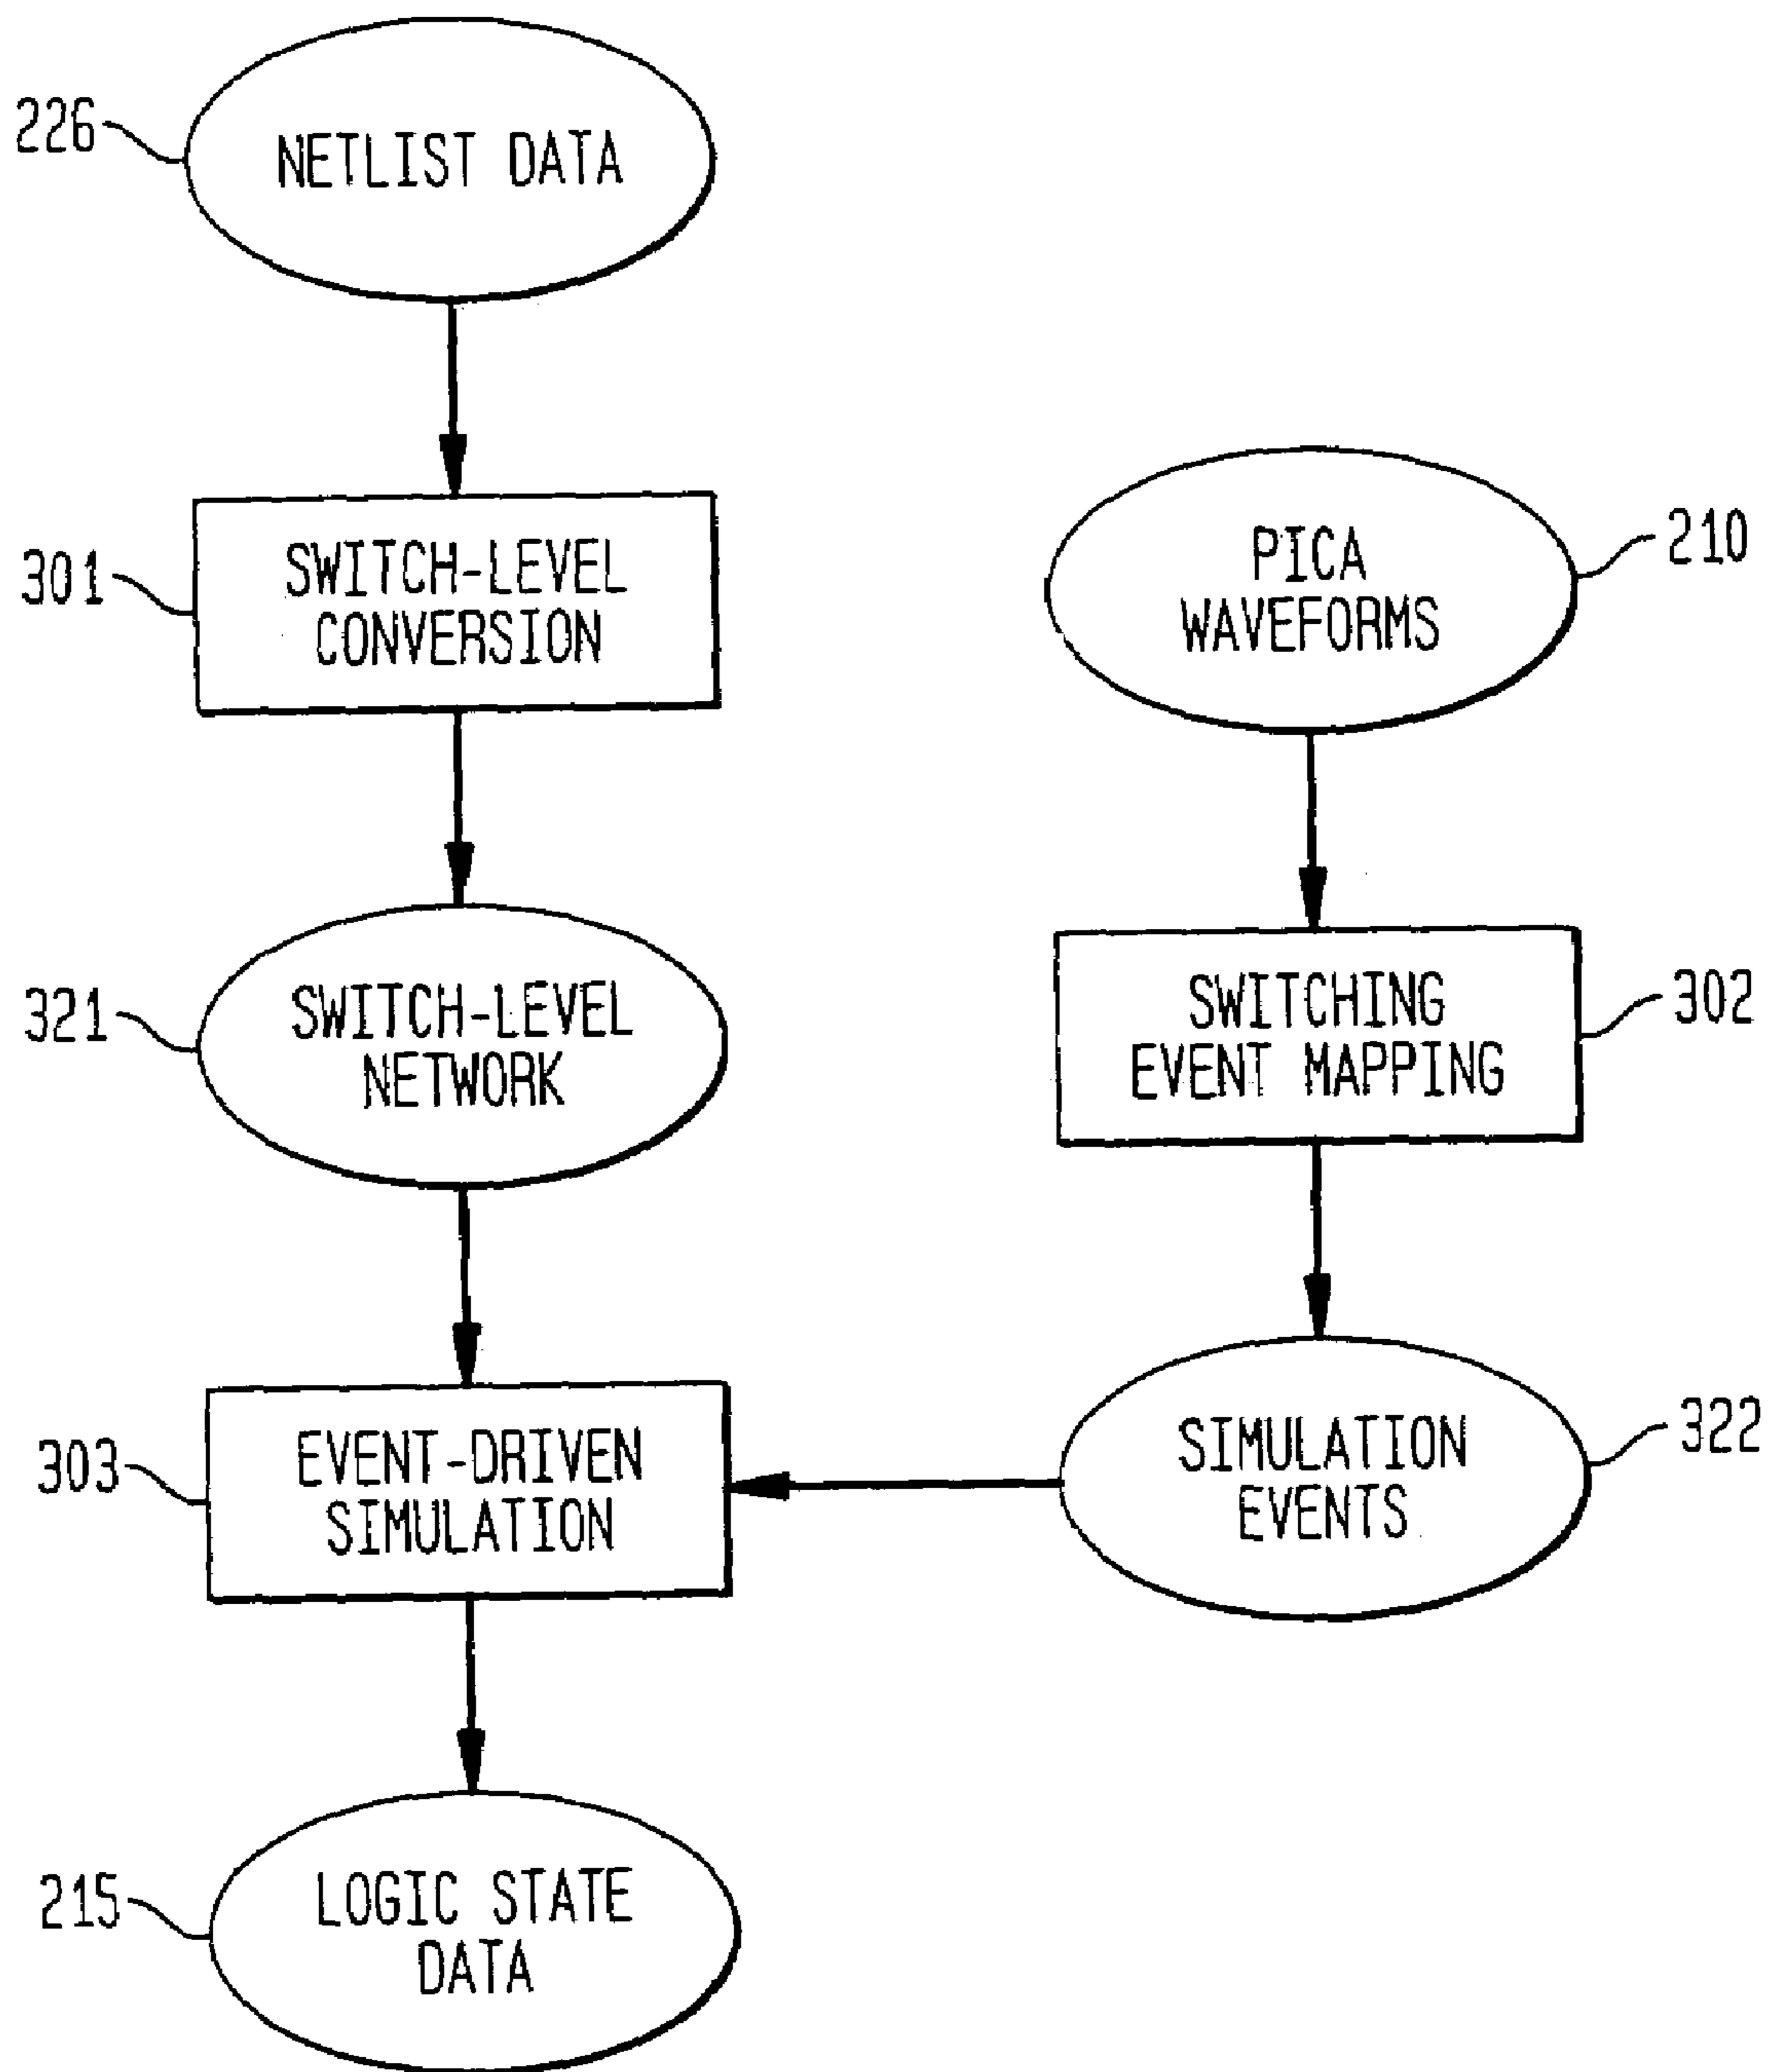 226
NETLIST DATA
301
SWITCH-LEVEL
CONVERSION
PICA
WAVEFORMS
210
321
SWITCH-LEVEL
NETWORK
SWITCHING
EVENT MAPPING
302
303
EVENT-DRIVEN
SIMULATION
SIMULATION
EVENTS
322
215
LOGIC STATE
DATA